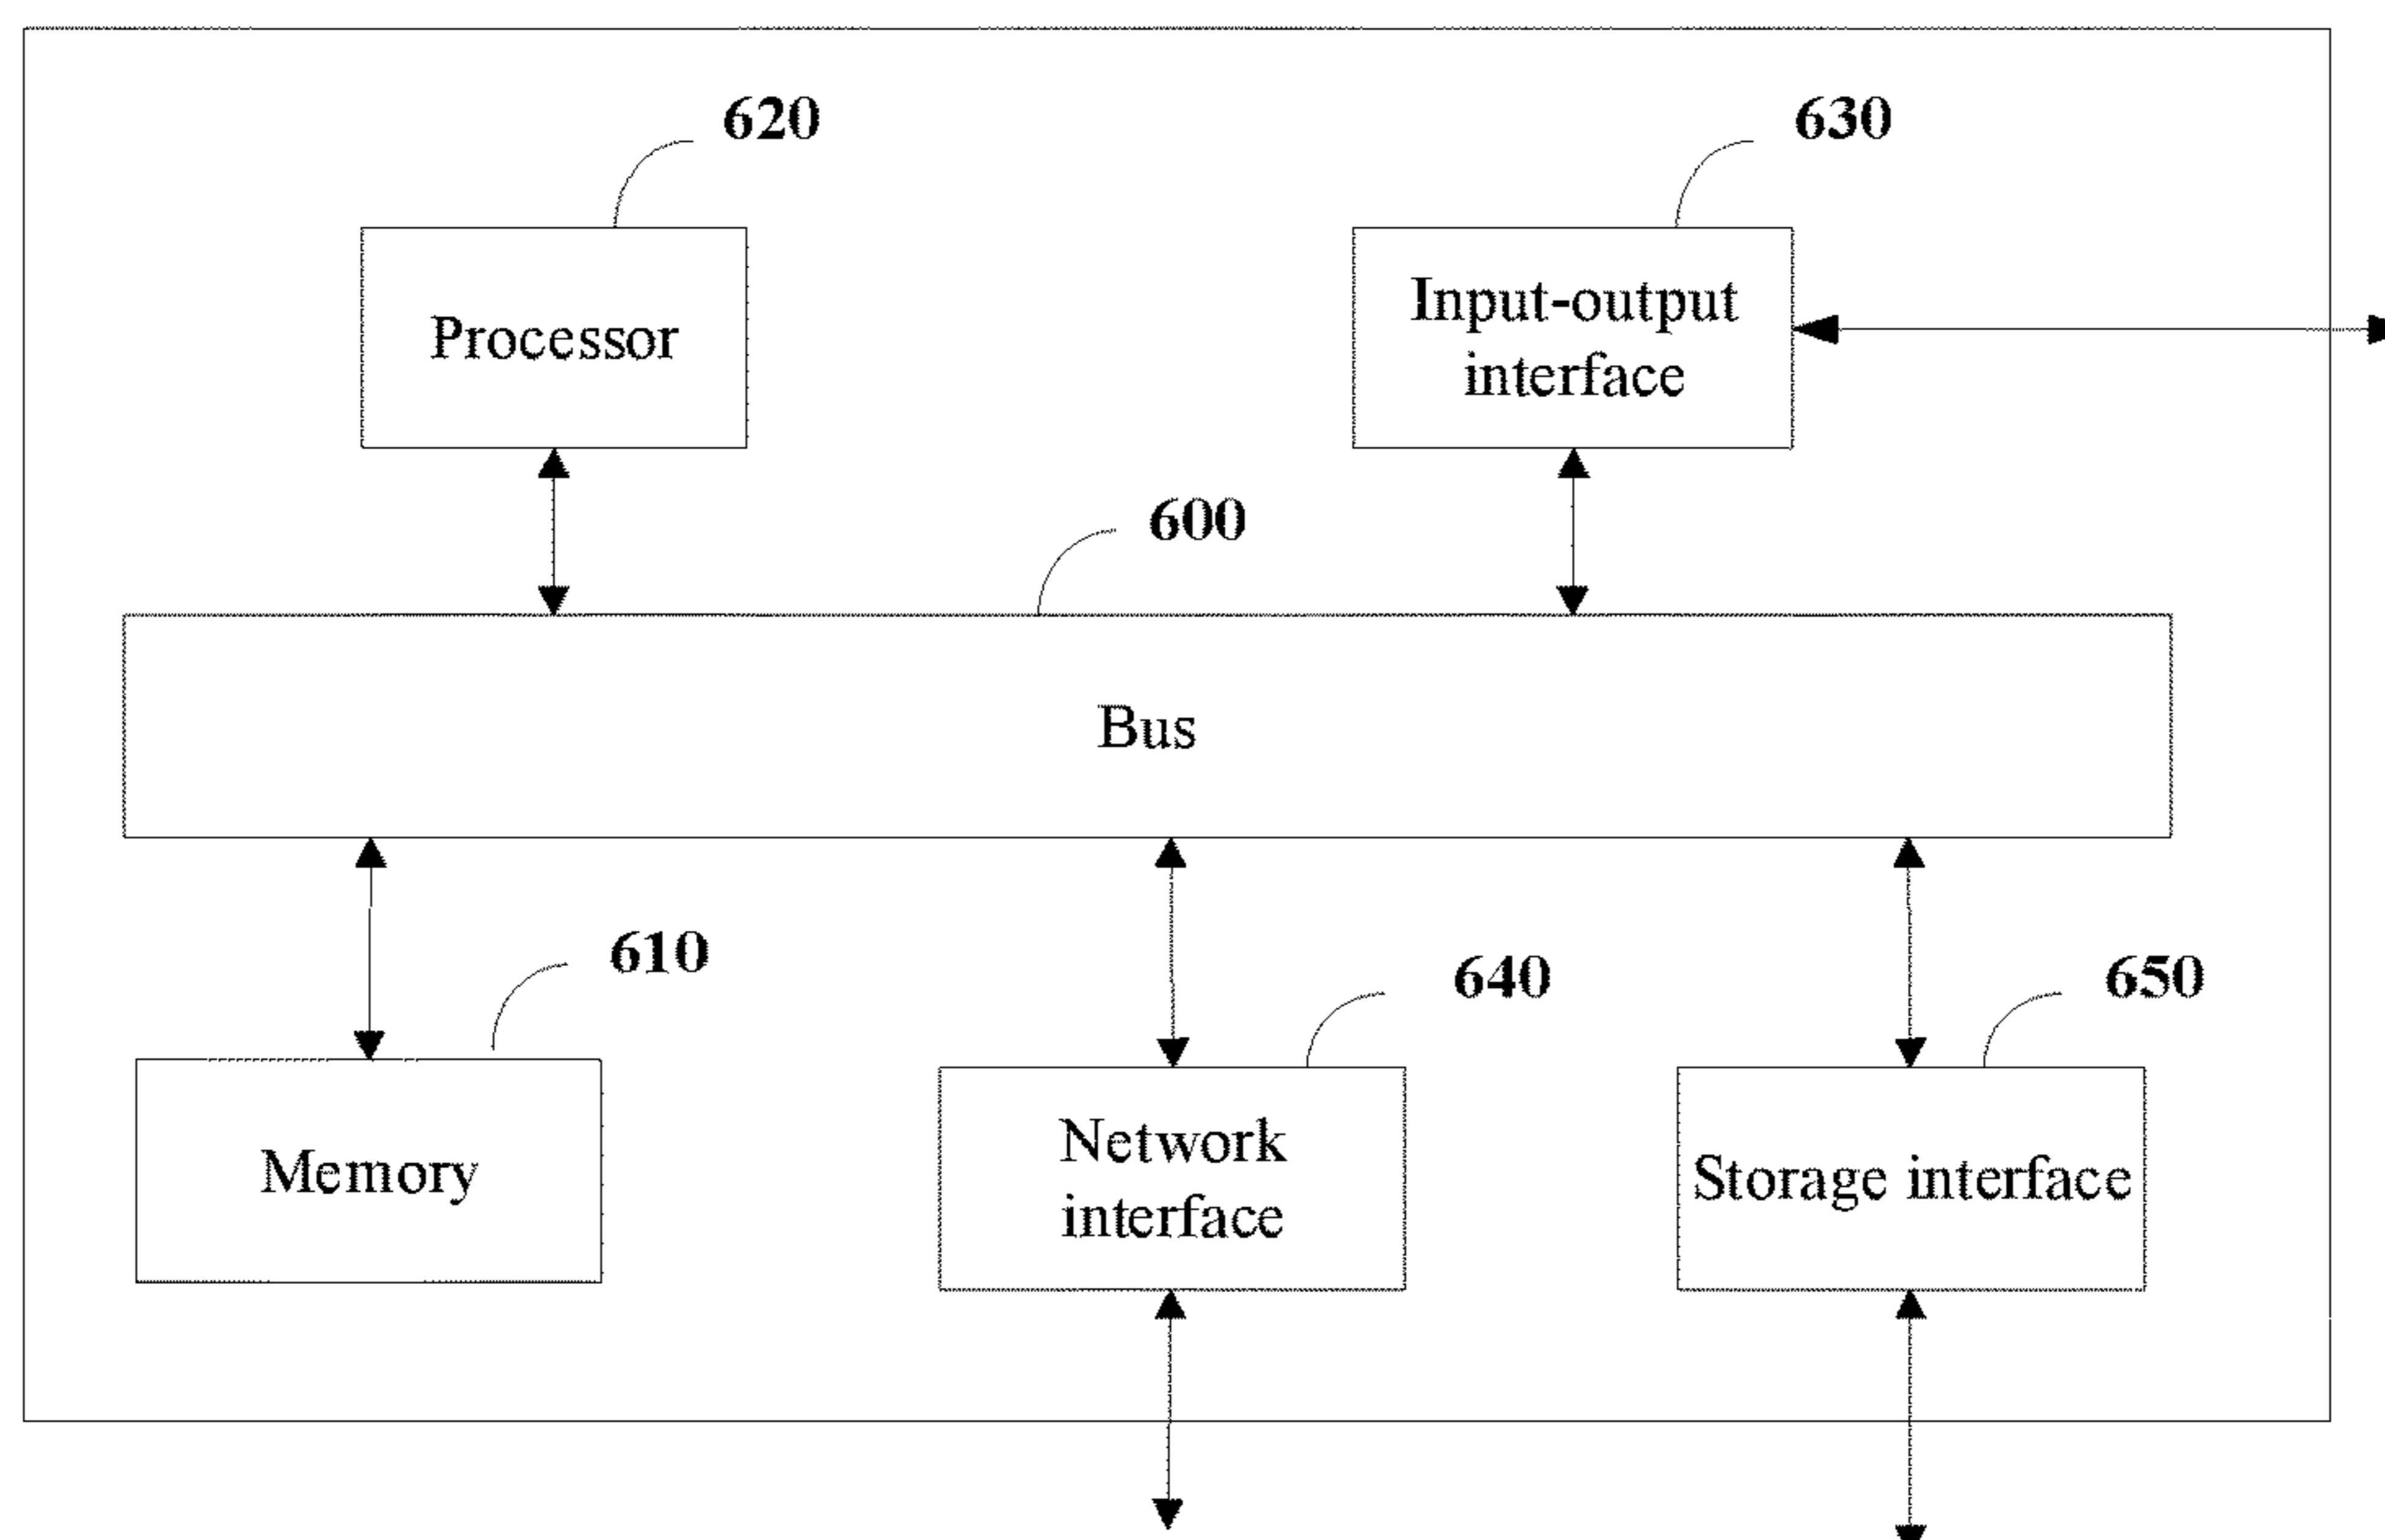 620
630
Processor
Input-output
interface
600
Bus
610
640
650
Memory
Network
interface
Storage interface